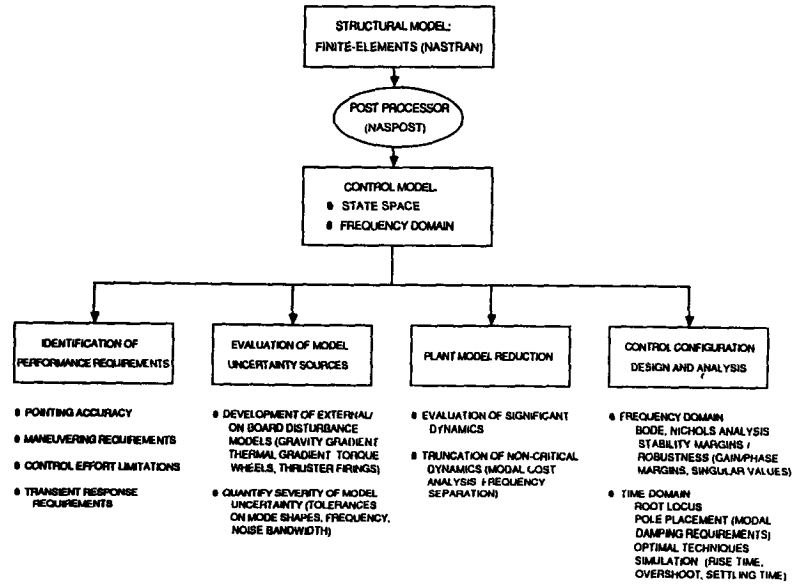 STRUCTURAL MODEL:
FINITE-ELEMENTS (NASTRAN)
POST PROCESSOR
(NASPOST)
CONTROL MODEL.
STATE SPACE
FREQUENCY DOMAIN
IDENTIFICATION OF
PERFORMANCE REQUIREMENTS
POINTING ACCURACY
MANEUVERING REQUIREMENTS
CONTROL EFFORT LIMITATIONS
TRANSIENT RESPONSE
REQUIREMENTS
EVALUATION OF MODEL
UNCERTAINTY SOURCES
DEVELOPMENT OF EXTERNAL/
ON BOARD DISTURBANCE
MODELS (GRAVITY GRADIENT
THERMAL GRADIENT TORQUE
WHEELS, THRUSTER FIRINGS)
QUANTIFY SEVERITY OF MODEL
UNCERTAINTY (TOLERANCES
ON MODE SHAPES, FREQUENCY,
NOISE BANDWIDTH)
PLANT MODEL REDUCTION
EVALUATION OF SIGNIFICANT
DYNAMICS
TRUNCATION OF NON-CRITICAL
DYNAMICS (MODAL COST
ANALYSIS / FREQUENCY
SEPARATION)
CONTROL CONFIGURATION
DESIGN AND ANALYSIS
FREQUENCY DOMAIN
BODE, NICHOLS ANALYSIS
STABILITY MARGINS /
ROBUSTNESS (GAIN/PHASE
MARGINS, SINGULAR VALUES)
TIME DOMAIN
ROOT LOCUS
POLE PLACEMENT (MODAL
DAMPING REQUIREMENTS)
OPTIMAL TECHNIQUES
SIMULATION (RISE TIME,
OVERSHOOT, SETTLING TIME)